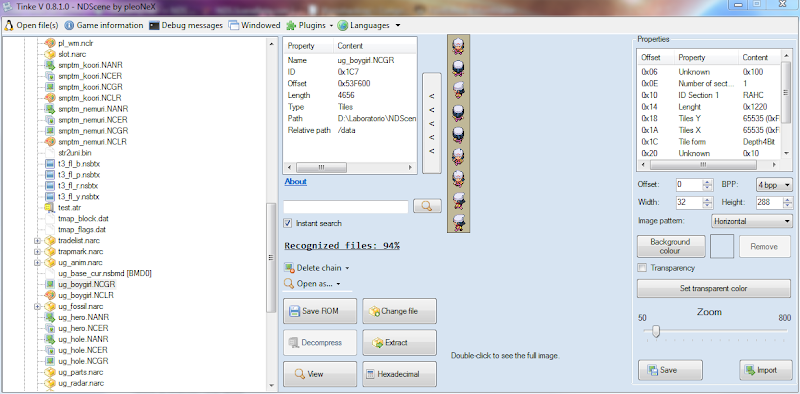 Tinke V 0.8.1.0 - NDScene by pleoNeX
Open file(s) Game information Debug messages Windowed Plugins Languages
pl_wm.nclr
slot.narc
smptm_koori.NANR
smptm_koori.NCER
smptm_koori.NCGR
smptm_koori.NCLR
smptm_nemuri.NANR
smptm_nemuri.NCER
smptm_nemuri.NCGR
smptm_nemuri.NCLR
str2uni.bin
t3_fl_b.nsbtx
t3_fl_l.nsbtx
t3_fl_r.nsbtx
t3_fl_y.nsbtx
test.atr
tmap_block.dat
tmap_flags.dat
tradelist.narc
trapmark.narc
ug_anim.narc
ug_base_cur.nsbmd [BMD0]
ug_boygirl.NCGR
ug_boygirl.NCLR
ug_fossil.narc
ug_hero.NANR
ug_hero.NCER
ug_hole.NANR
ug_hole.NCER
ug_hole.NCGR
ug_parts.narc
ug_radar.narc
Property Content
Name ug_boygirl.NCGR
ID 0x1C7
Offset 0x53F600
Length 4656
Type Tiles
Path D:\Laboratorio\NDScen
Relative path /data
<
<
<
<
<
About
Instant search
Recognized files: 94%
Delete chain
Open as...
Save ROM Change file
Decompress Extract
View Hexadecimal
Double-click to see the full image.
Properties
Offset Property Content
0x06 Unknown 0x100
0x0E Number of sect... 1
0x10 ID Section 1 RAHC
0x14 Lenght 0x1220
0x18 Tiles Y 65535 (0xF
0x1A Tiles X 65535 (0xF
0x1C Tile form Depth4Bit
0x20 Unknown 0x10
Offset: 0 BPP: 4 bpp
Width: 32 Height: 288
Image pattern: Horizontal
Background colour Remove
Transparency
Set transparent color
Zoom
50 800
Save Import